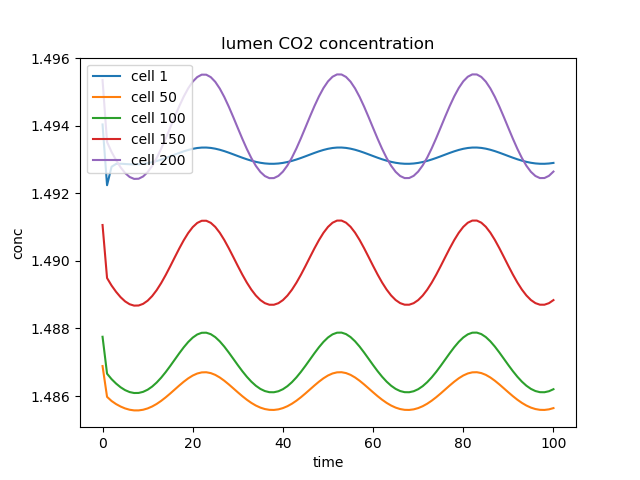 lumen CO2 concentration
1.496
1.494
1.492
1.490
1.488
1.486
conc
cell 1
cell 50
cell 100
cell 150
cell 200
0 20 40 60 80 100
time